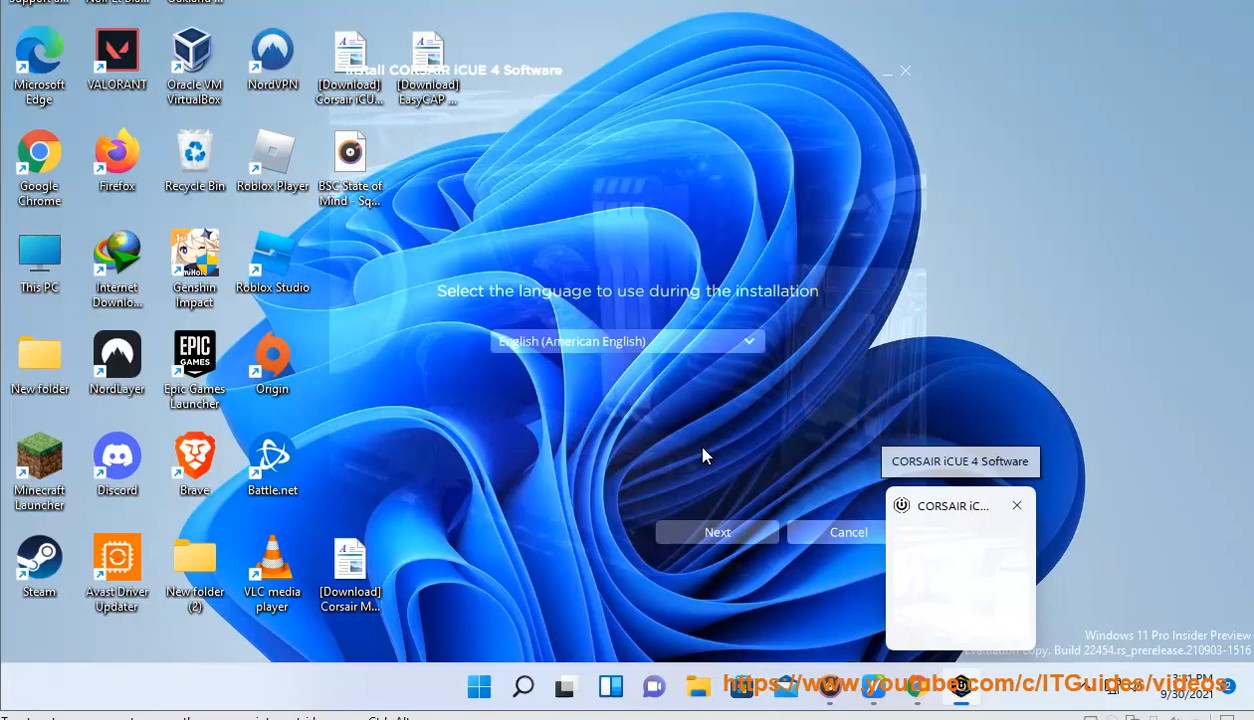 Microsoft
Edge
VALORANT
Oracle VM
VirtualBox
NordVPN
[Download]
Corsair iCU...
[Download]
EasyCAP ...
Install CORSAIR iCUE 4 Software
Google
Chrome
Firefox
Recycle Bin
Roblox Player
BSC State of
Mind - Sq...
This PC
Internet
Downlo...
Genshin
Impact
Roblox Studio
Select the language to use during the installation
English (American English)
New folder
NordLayer
EPIC
GAMES
Epic Games
Launcher
Origin
Minecraft
Launcher
Discord
Brave
Battle.net
CORSAIR iCUE 4 Software
CORSAIR iC...
Next
Cancel
Steam
Avast Driver
Updater
New folder
(2)
VLC media
player
[Download]
Corsair M...
Windows 11 Pro Insider Preview
Evaluation copy. Build 22454.rs_prerelease.210903-1516
https://www.youtube.com/c/ITGuides/videos
9/30/2021
2